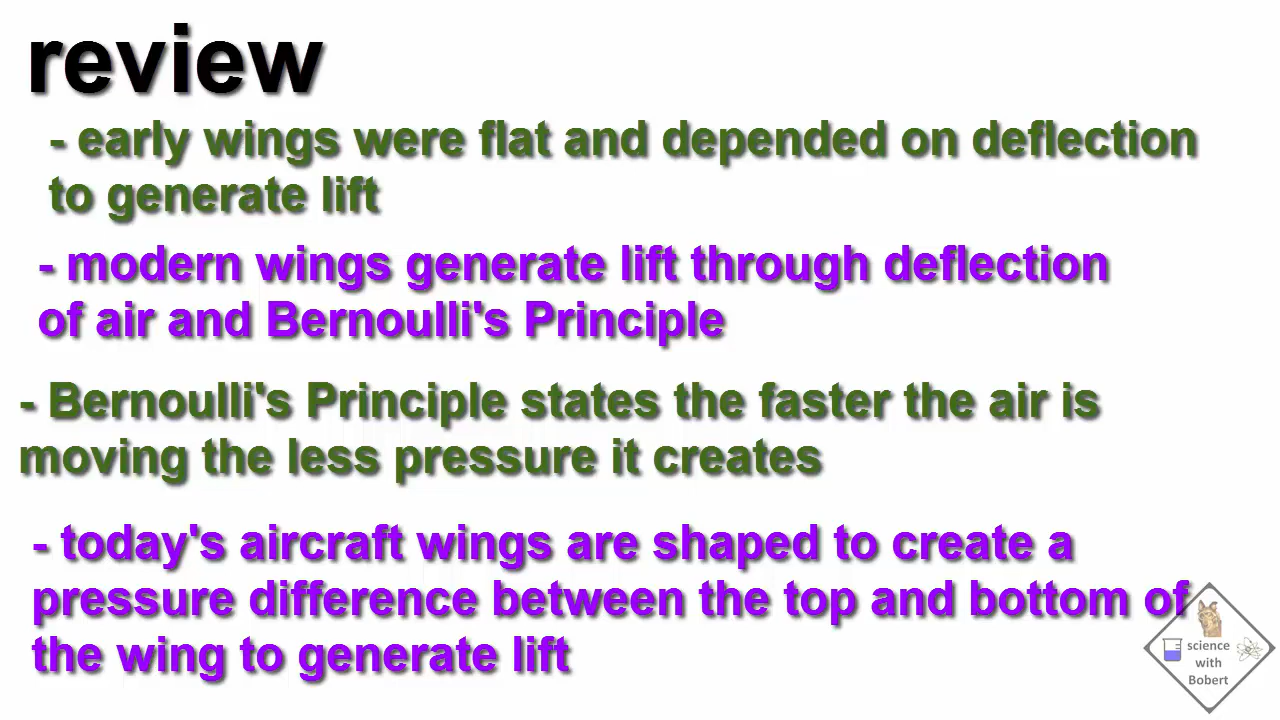 review
- early wings were flat and depended on deflection
to generate lift
- modern wings generate lift through deflection
of air and Bernoulli's Principle
- Bernoulli's Principle states the faster the air is
moving the less pressure it creates
- today's aircraft wings are shaped to create a
pressure difference between the top and bottom of
the wing to generate lift
science
with
Bobert